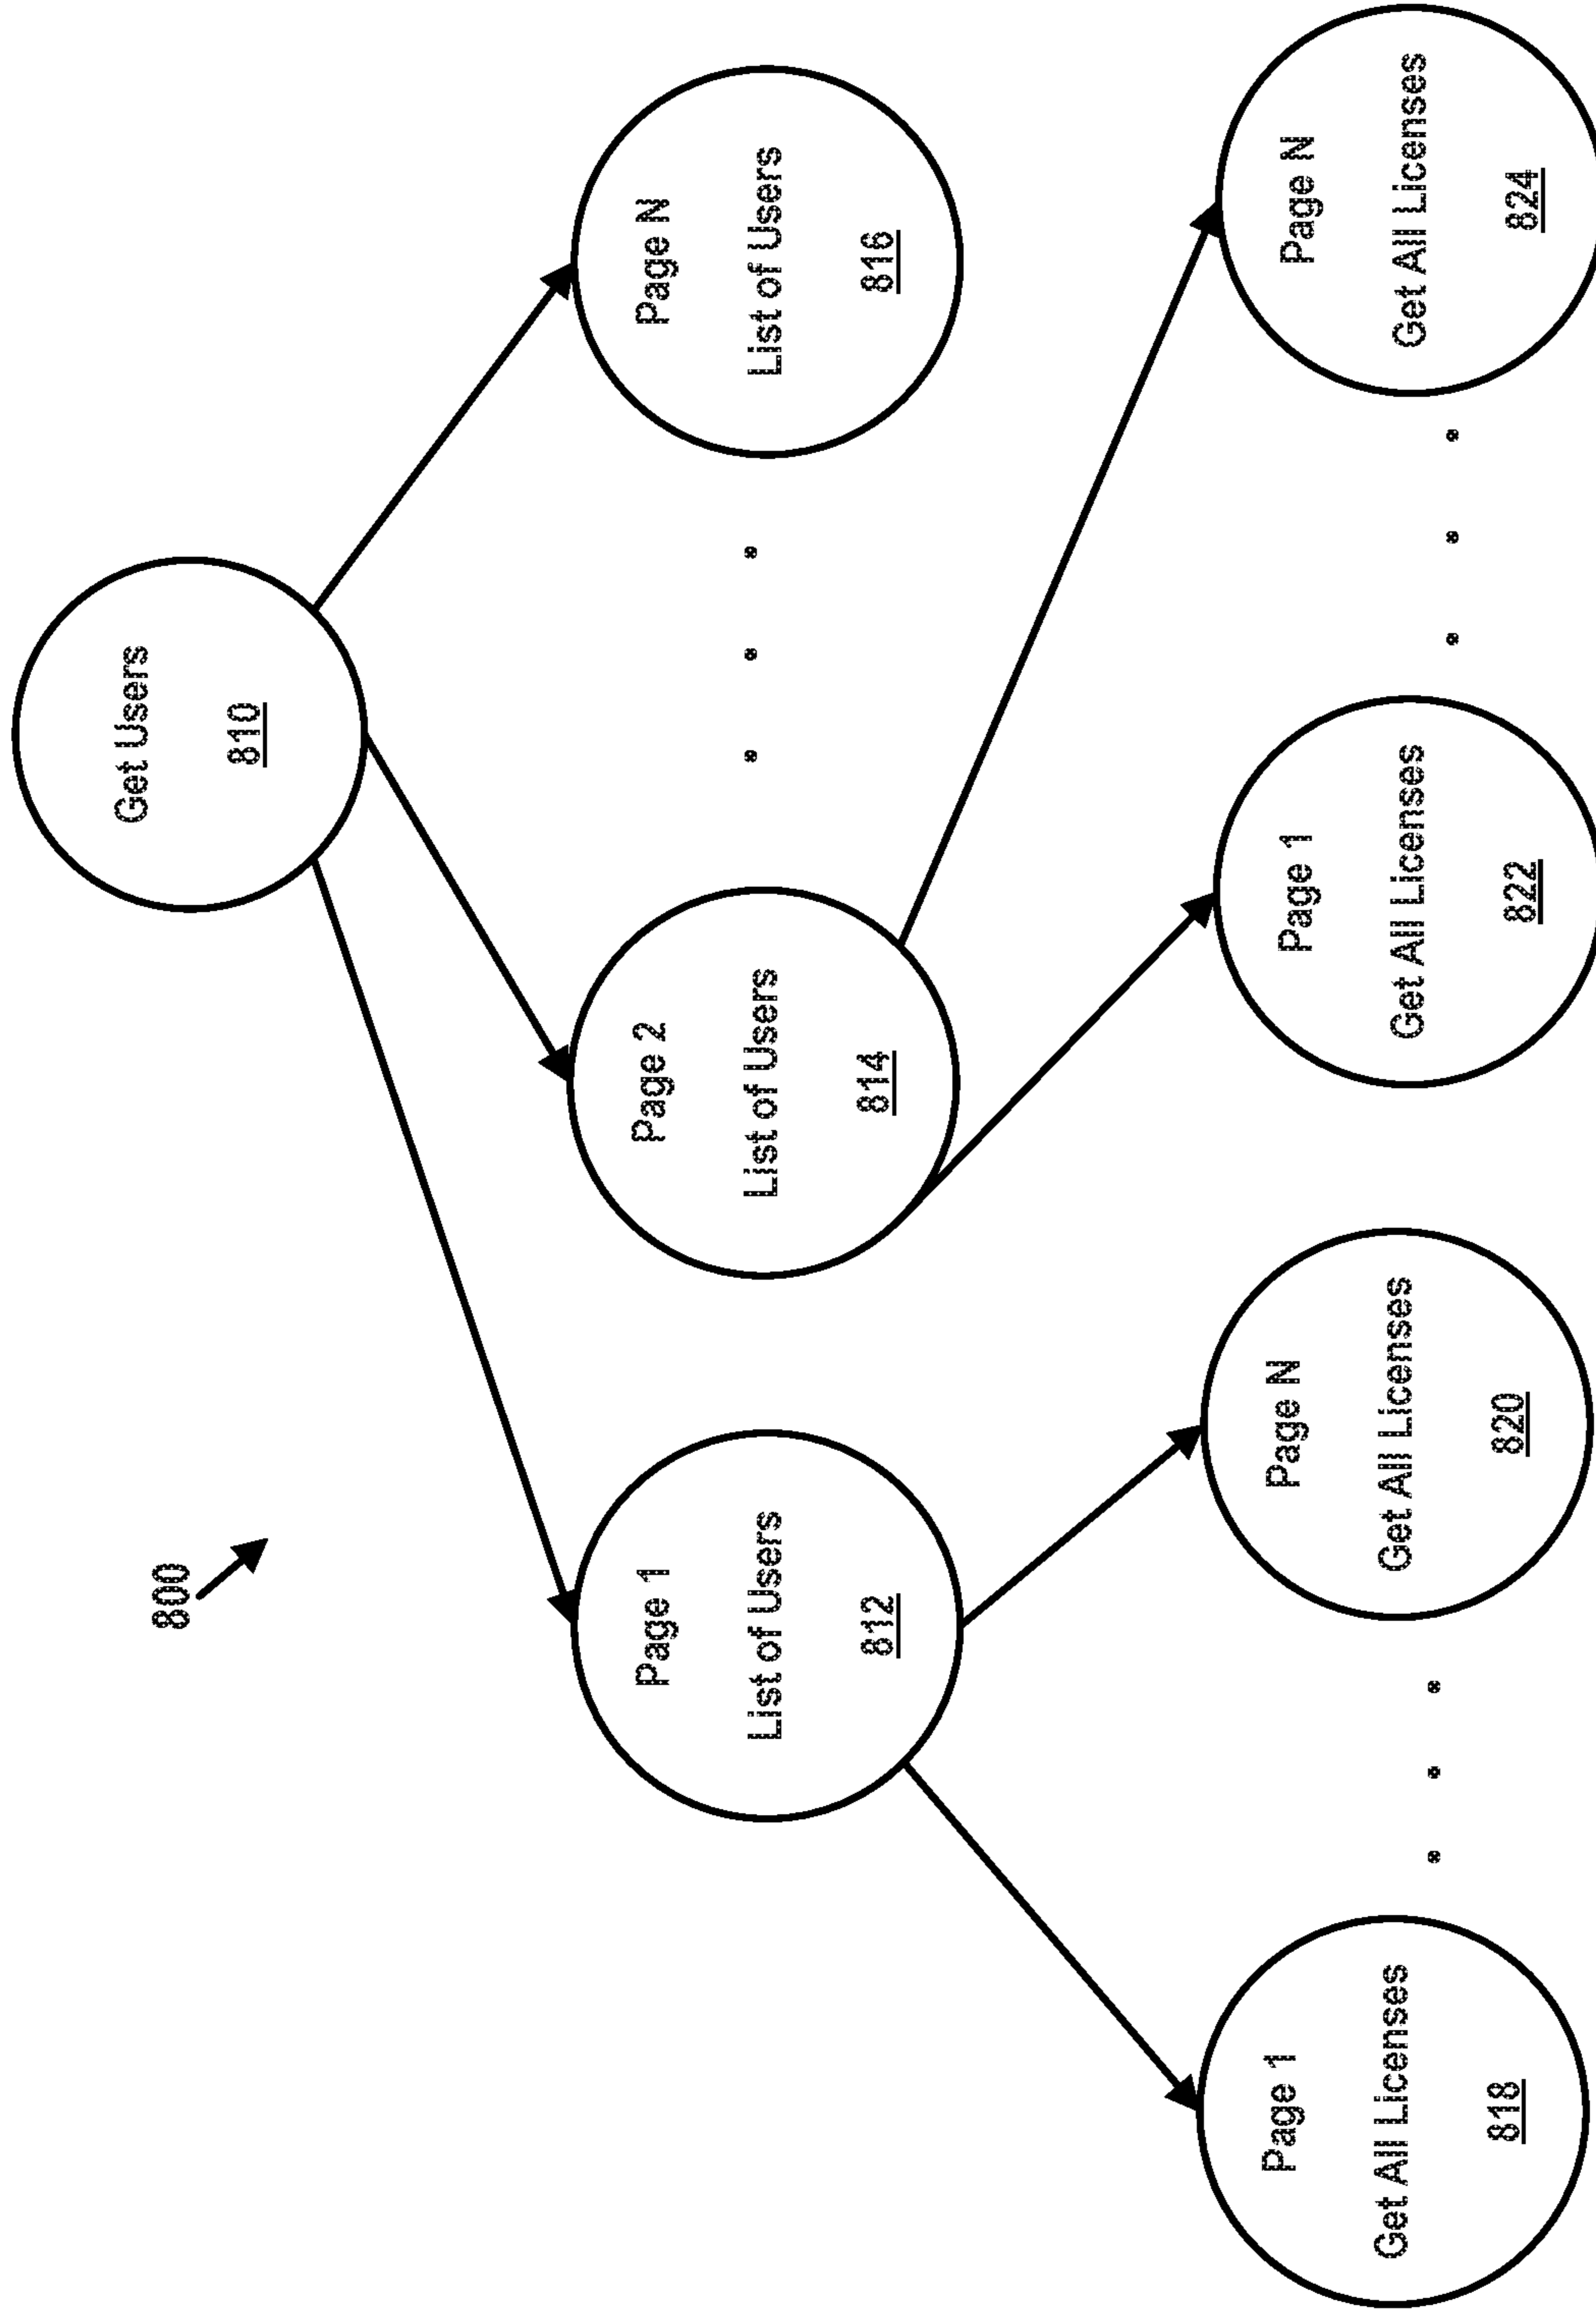 800
Get Users
810
Page 1
List of Users
812
Page 2
List of Users
814
Page N
List of Users
816
Page 1
Get All Licenses
818
Page N
Get All Licenses
820
Page 1
Get All Licenses
822
Page N
Get All Licenses
824